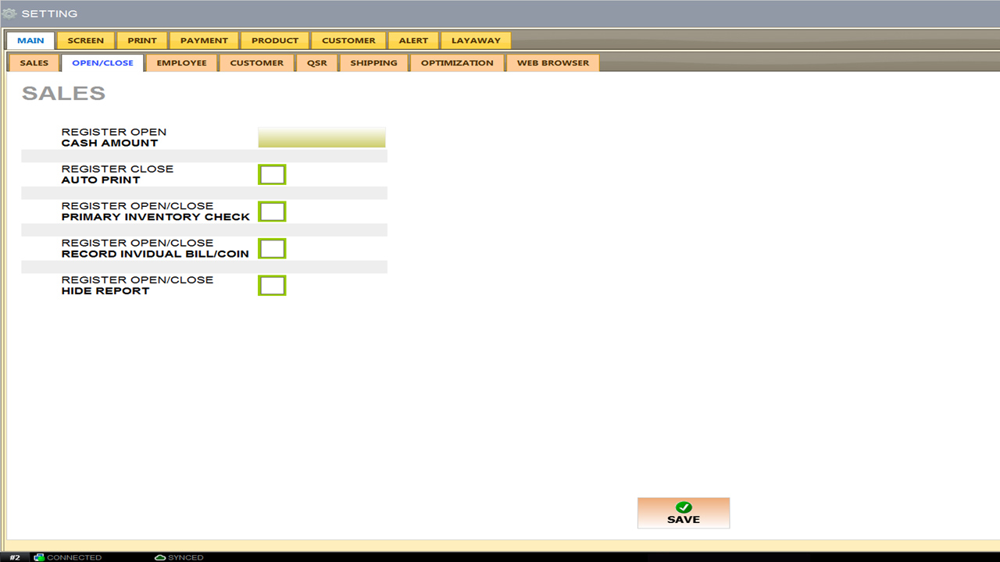 SETTING
MAIN SCREEN PRINT PAYMENT PRODUCT CUSTOMER ALERT LAYAWAY
SALES OPEN/CLOSE EMPLOYEE CUSTOMER QSR SHIPPING OPTIMIZATION WEB BROWSER
SALES
REGISTER OPEN
CASH AMOUNT
REGISTER CLOSE
AUTO PRINT
REGISTER OPEN/CLOSE
PRIMARY INVENTORY CHECK
REGISTER OPEN/CLOSE
RECORD INVIDUAL BILL/COIN
REGISTER OPEN/CLOSE
HIDE REPORT
SAVE
#2 CONNECTED SYNCED